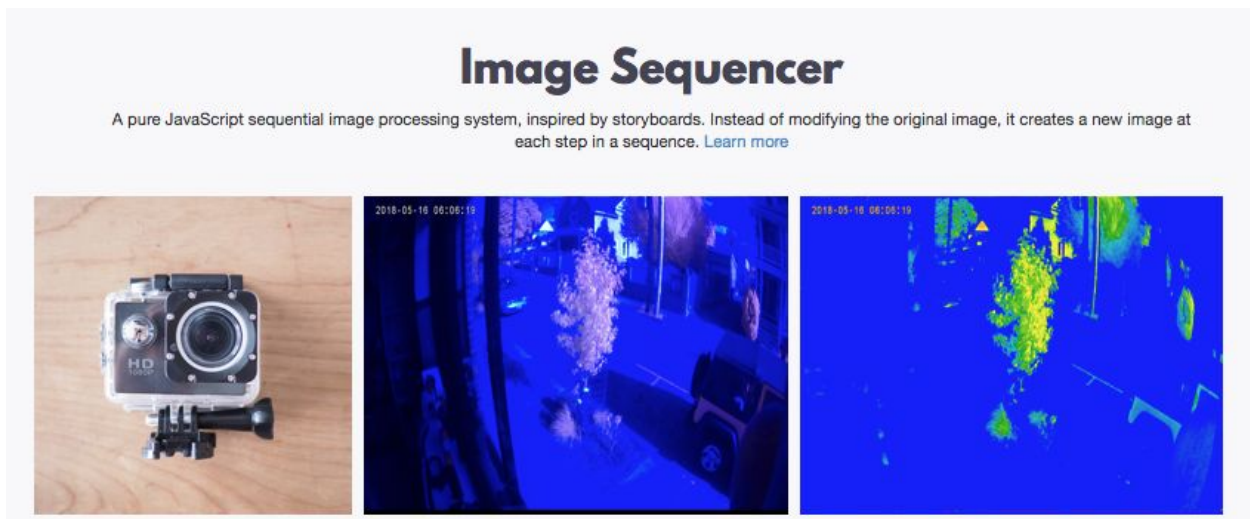 Image Sequencer
A pure JavaScript sequential image processing system, inspired by storyboards. Instead of modifying the original image, it creates a new image at
each step in a sequence. Learn more
2018-05-16 06:06:19
2018-05-16 06:06:19
HD
1080P